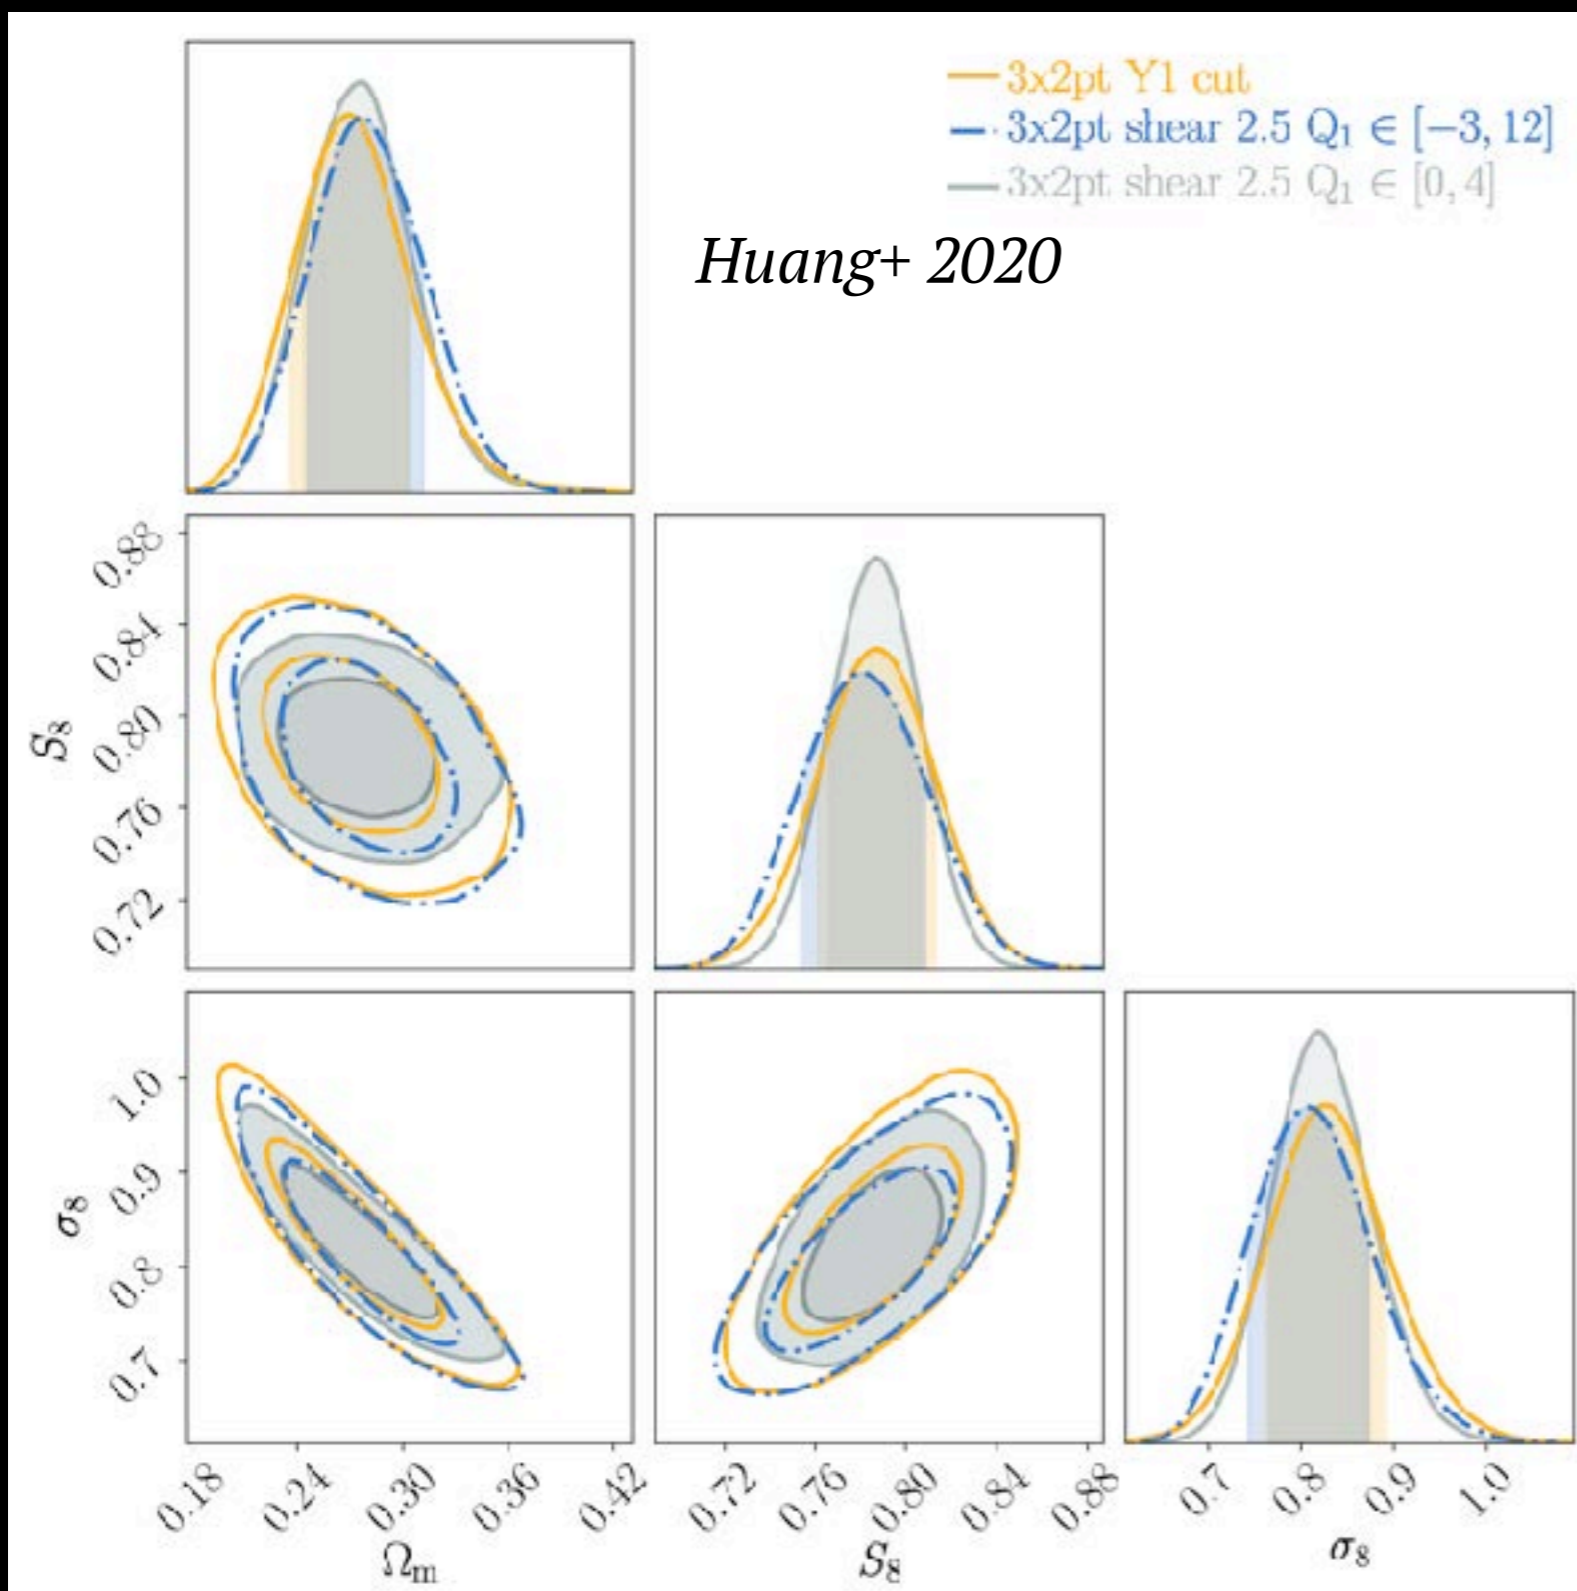 3x2pt Y1 cut
3x2pt shear 2.5 Q₁ ∈ [−3, 12]
3x2pt shear 2.5 Q₁ ∈ [0, 4]
Huang+ 2020
0.88
0.84
0.80
0.76
0.72
S₈
1.0
0.9
0.8
0.7
σ₈
0.18 0.24 0.30 0.36 0.42
Ωₘ
0.72 0.76 0.80 0.84 0.88
S₈
0.7 0.8 0.9 1.0
σ₈